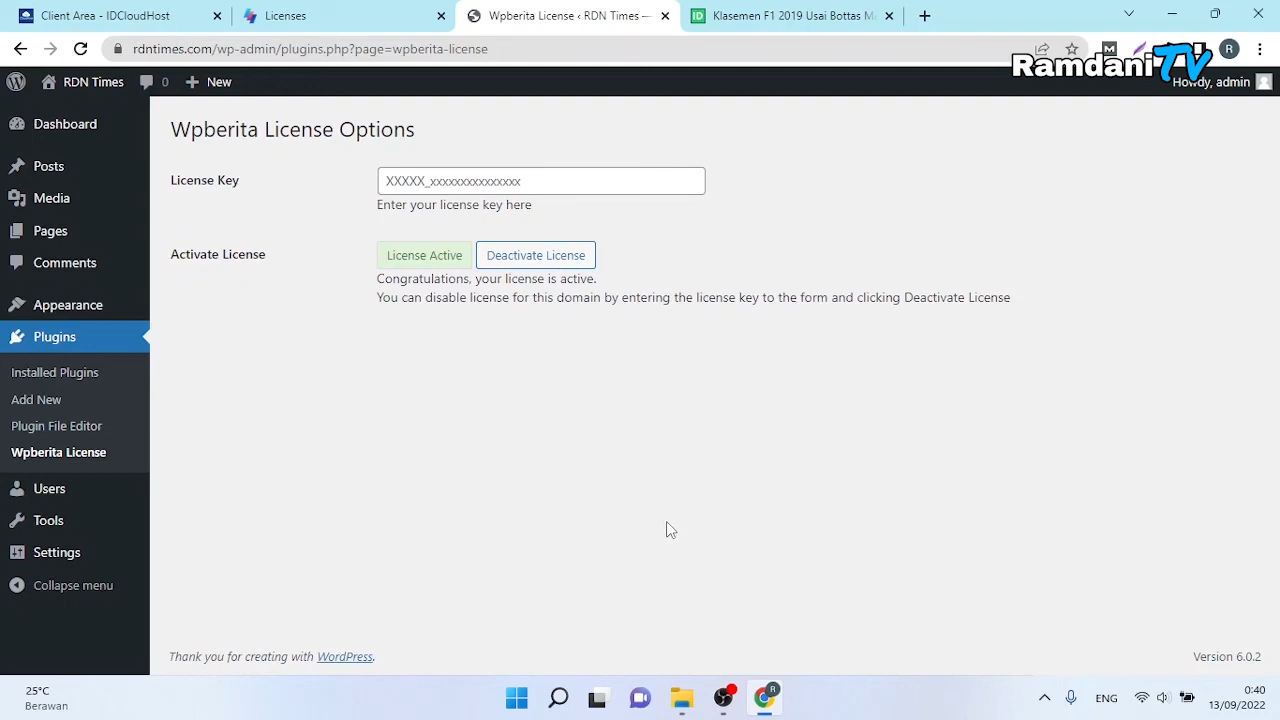 Client Area - IDCloudHost
Licenses
Wpberita License ‹ RDN Times —
Klasemen F1 2019 Usai Bottas Ma
rdntimes.com/wp-admin/plugins.php?page=wpberita-license
RamdaniTV
RDN Times
0
New
Howdy, admin
Dashboard
Posts
Media
Pages
Comments
Appearance
Plugins
Installed Plugins
Add New
Plugin File Editor
Wpberita License
Users
Tools
Settings
Collapse menu
Wpberita License Options
License Key
XXXXX_xxxxxxxxxxxxxxx
Enter your license key here
Activate License
License Active
Deactivate License
Congratulations, your license is active.
You can disable license for this domain by entering the license key to the form and clicking Deactivate License
Thank you for creating with WordPress.
Version 6.0.2
25°C
Berawan
ENG
0:40
13/09/2022